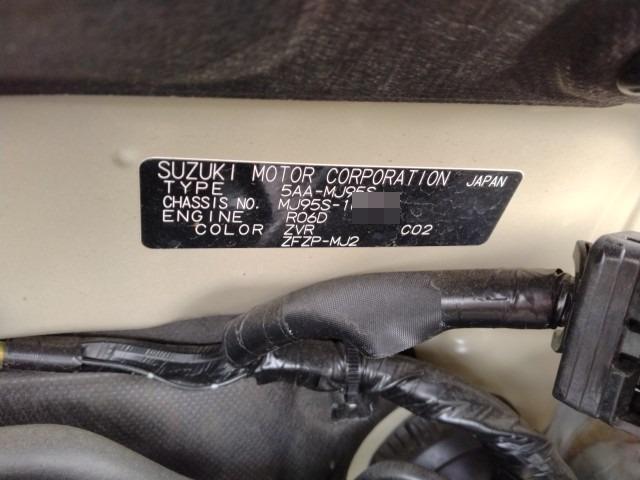 SUZUKI MOTOR CORPORATION JAPAN
TYPE 5AA-MJ95S
CHASSIS NO. MJ95S-1
ENGINE R06D
COLOR ZVR C02
ZFZP-MJ2